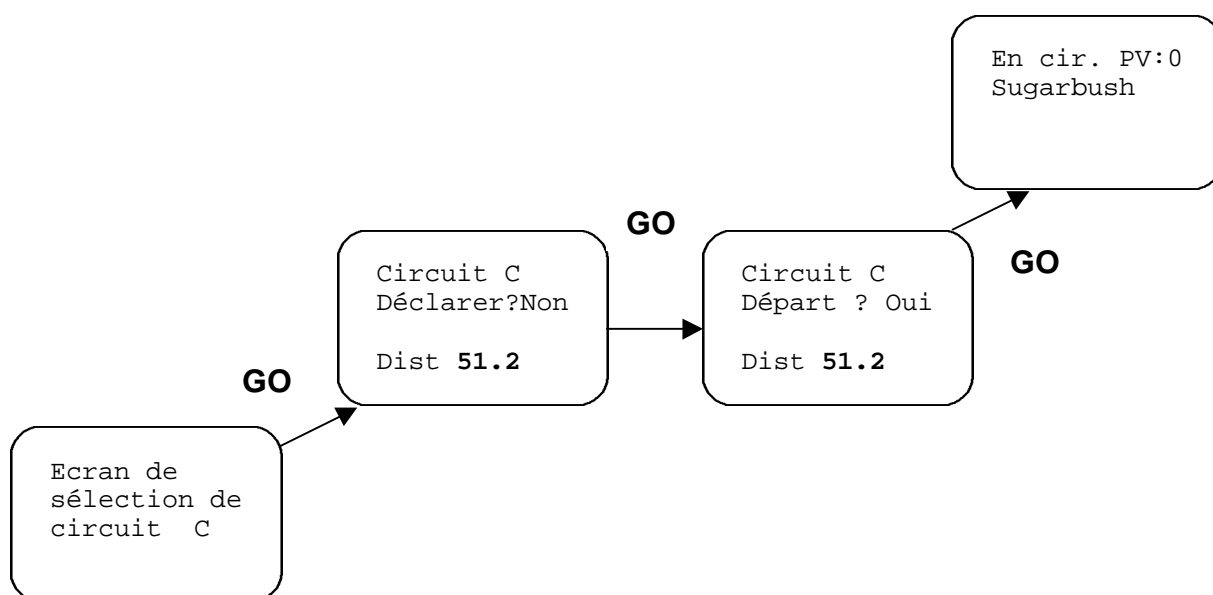 En cir. PV:0
Sugarbush
GO
GO
Circuit C
Déclarer?Non
Dist 51.2
Circuit C
Départ ? Oui
Dist 51.2
GO
Ecran de
sélection de
circuit  C